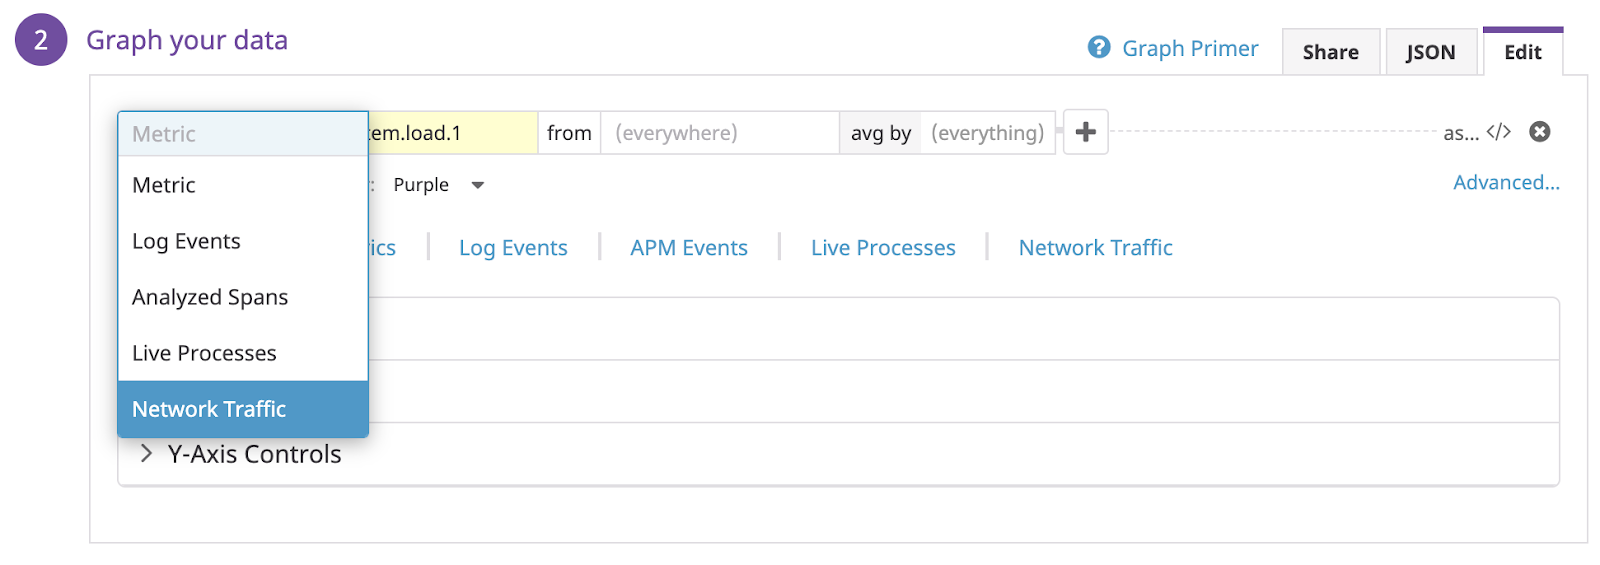 2 Graph your data
? Graph Primer Share JSON Edit
Metric tem.load.1 from (everywhere) avg by (everything) + as... </>
Metric : Purple Advanced...
Log Events rics Log Events APM Events Live Processes Network Traffic
Analyzed Spans
Live Processes
Network Traffic
Y-Axis Controls